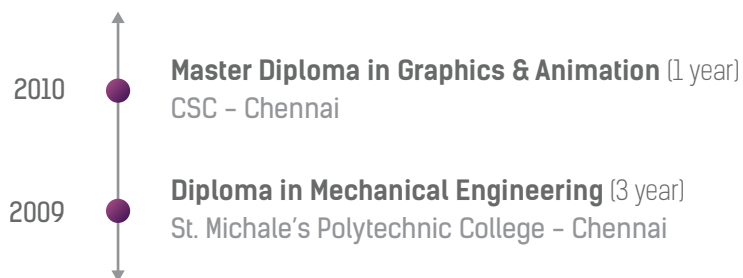 2010
Master Diploma in Graphics & Animation (1 year)
CSC – Chennai
2009
Diploma in Mechanical Engineering (3 year)
St. Michale's Polytechnic College – Chennai